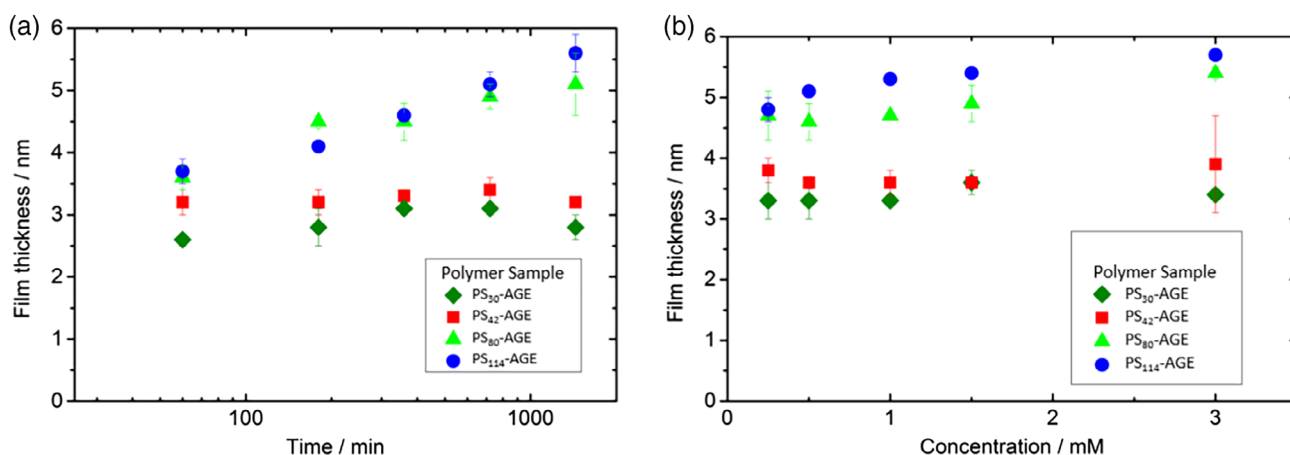 (a)
6
5
4
3
2
1
0
Film thickness / nm
100
1000
Time / min
Polymer Sample
PS₃₀-AGE
PS₄₂-AGE
PS₈₀-AGE
PS₁₁₄-AGE
(b)
6
5
4
3
2
1
0
Film thickness / nm
0
1
2
3
Concentration / mM
Polymer Sample
PS₃₀-AGE
PS₄₂-AGE
PS₈₀-AGE
PS₁₁₄-AGE